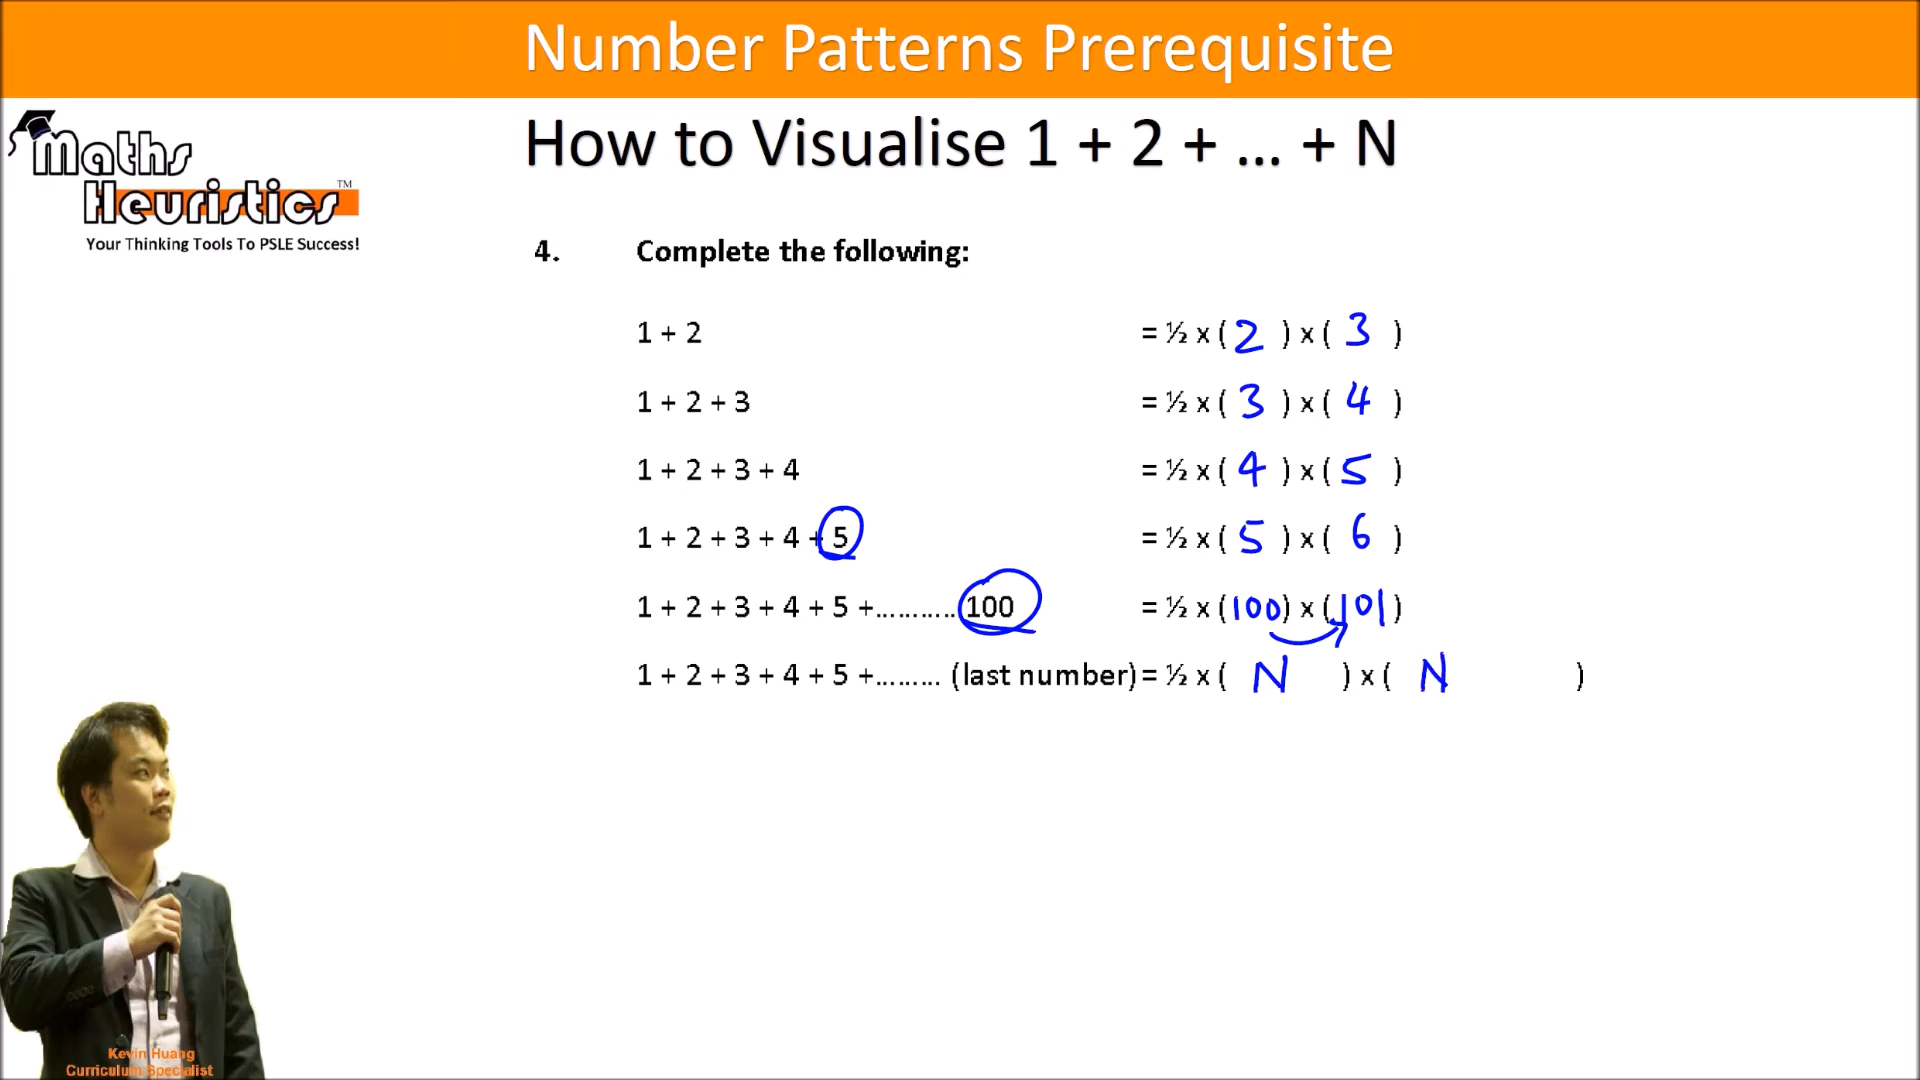 Number Patterns Prerequisite
How to Visualise 1 + 2 + ... + N
Maths
Heuristics™
Your Thinking Tools To PSLE Success!
4. Complete the following:
1 + 2 = ½ x ( 2 ) x ( 3 )
1 + 2 + 3 = ½ x ( 3 ) x ( 4 )
1 + 2 + 3 + 4 = ½ x ( 4 ) x ( 5 )
1 + 2 + 3 + 4 + 5 = ½ x ( 5 ) x ( 6 )
1 + 2 + 3 + 4 + 5 +.......... 100 = ½ x ( 100 ) x ( 101 )
1 + 2 + 3 + 4 + 5 +........ (last number) = ½ x ( N ) x ( N )
Kevin Huang
Curriculum Specialist